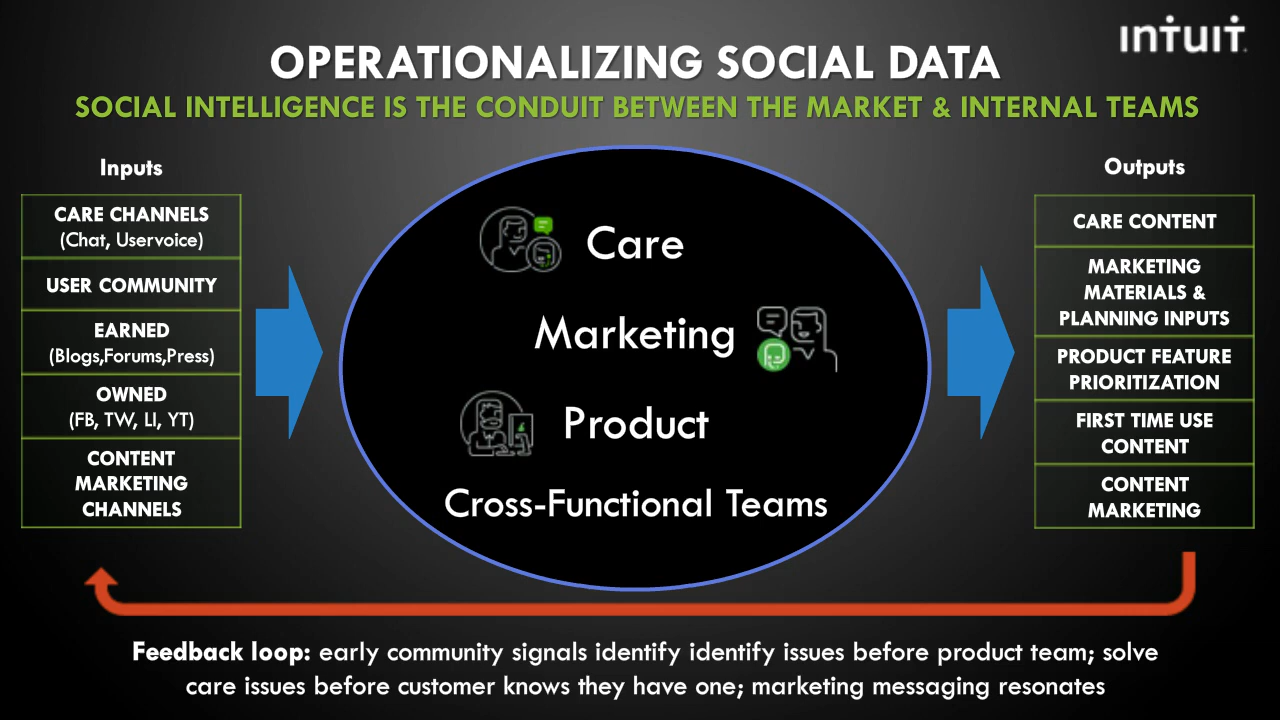 intuit.
OPERATIONALIZING SOCIAL DATA
SOCIAL INTELLIGENCE IS THE CONDUIT BETWEEN THE MARKET & INTERNAL TEAMS
Inputs
CARE CHANNELS
(Chat, Uservoice)
USER COMMUNITY
EARNED
(Blogs,Forums,Press)
OWNED
(FB, TW, LI, YT)
CONTENT
MARKETING
CHANNELS
Care
Marketing
Product
Cross-Functional Teams
Outputs
CARE CONTENT
MARKETING
MATERIALS &
PLANNING INPUTS
PRODUCT FEATURE
PRIORITIZATION
FIRST TIME USE
CONTENT
CONTENT
MARKETING
Feedback loop: early community signals identify identify issues before product team; solve
care issues before customer knows they have one; marketing messaging resonates